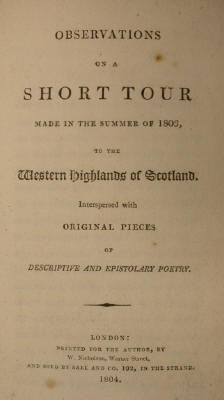 OBSERVATIONS
ON A
SHORT TOUR
MADE IN THE SUMMER OF 1803,
TO THE
Western Highlands of Scotland.
Interspersed with
ORIGINAL PIECES
OF
DESCRIPTIVE AND EPISTOLARY POETRY.
LONDON:
PRINTED FOR THE AUTHOR, BY
W. Nicholson, Warner Street,
AND SOLD BY EARL AND CO. 192, IN THE STRAND.
1804.